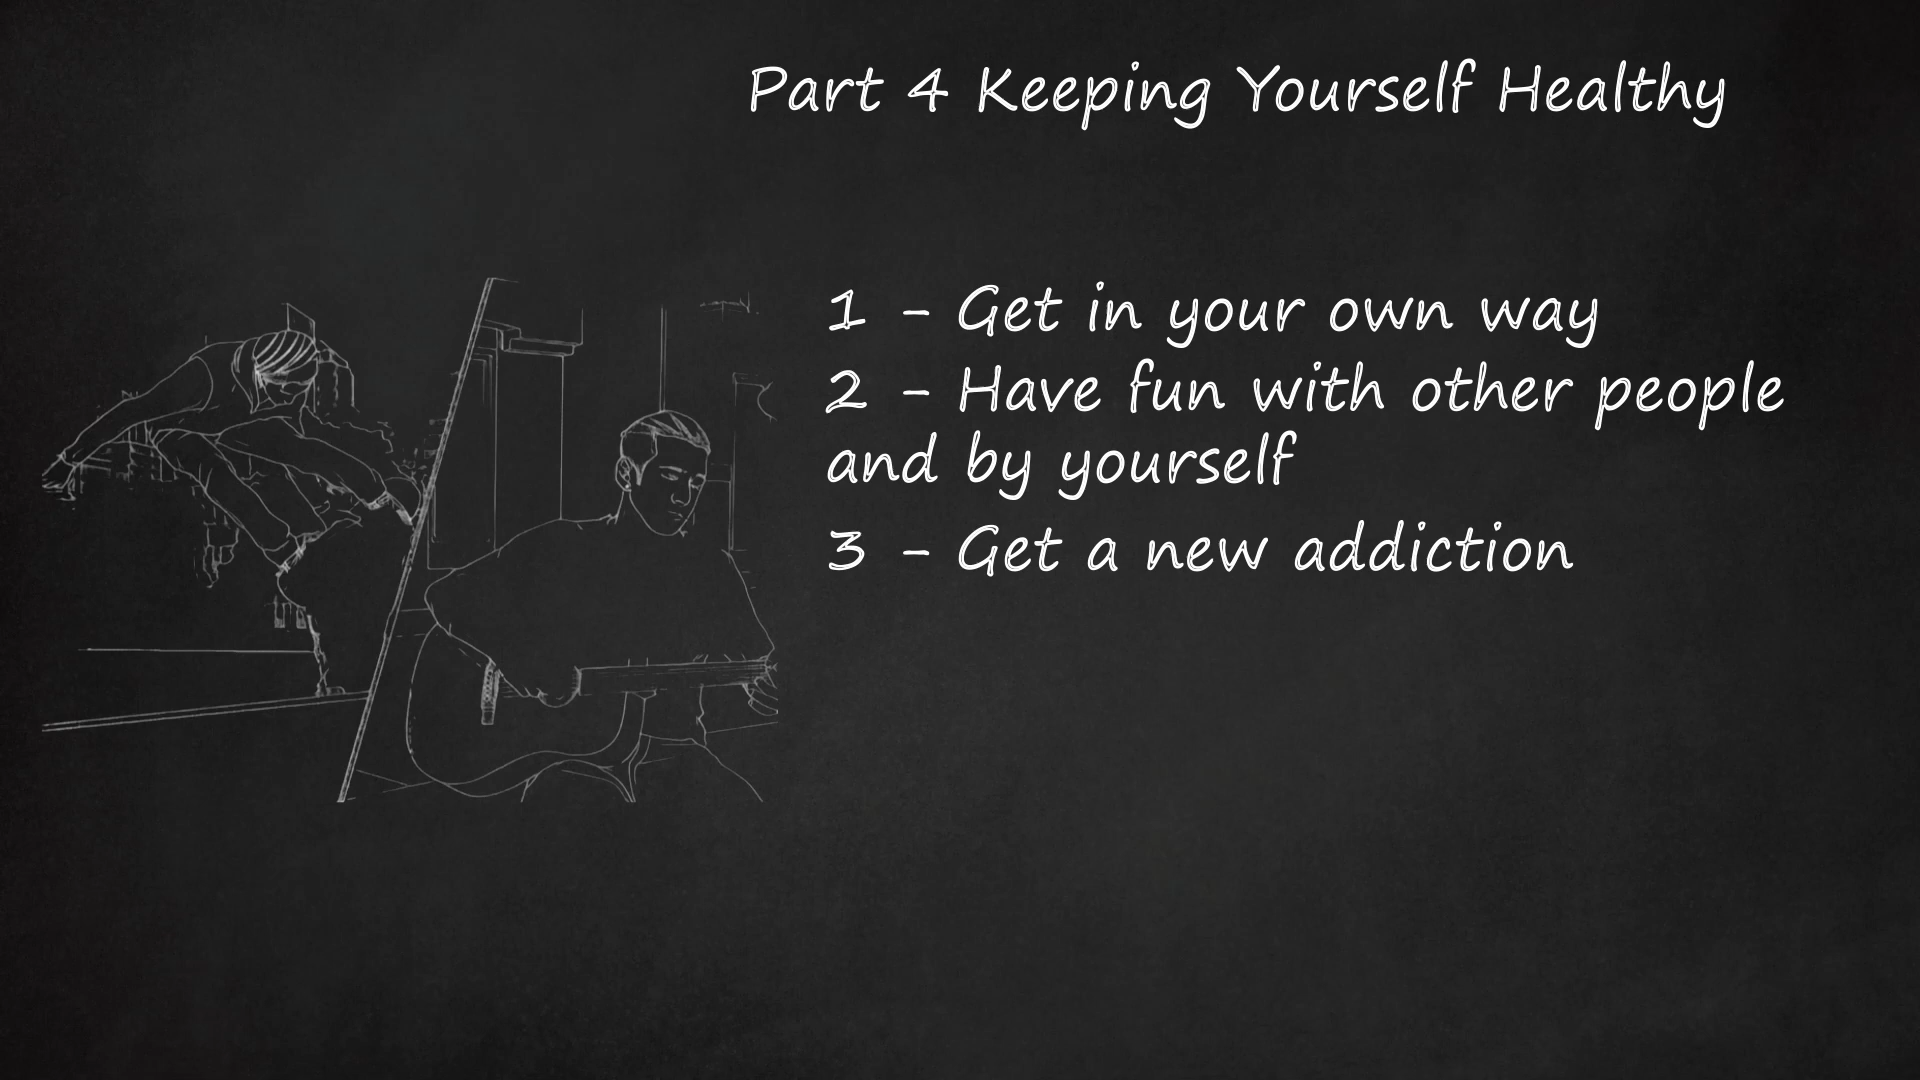 Part 4 Keeping Yourself Healthy
1 - Get in your own way
2 - Have fun with other people
and by yourself
3 - Get a new addiction